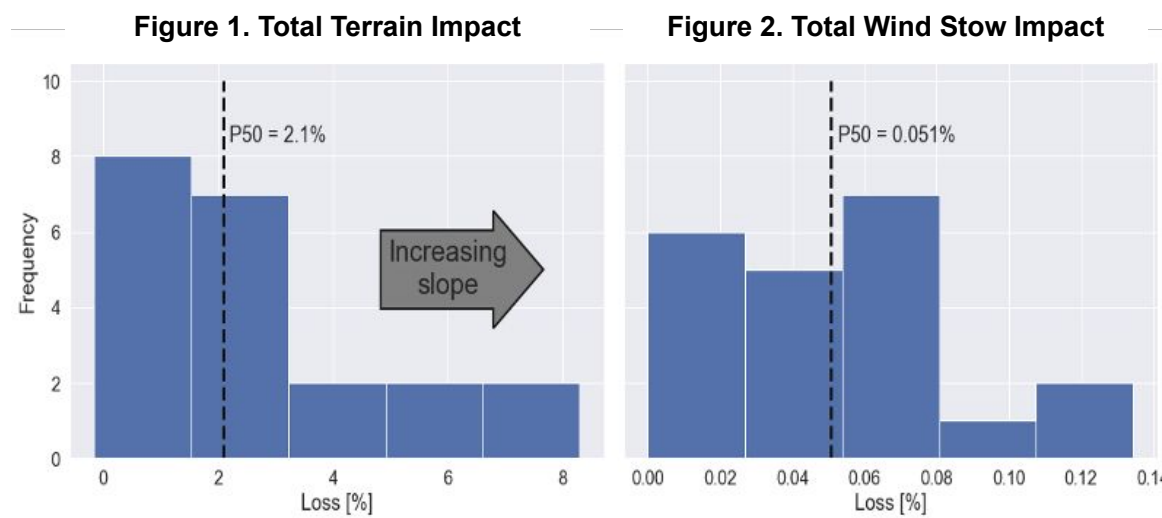 Figure 1. Total Terrain Impact
10
8
6
4
2
0
Frequency
P50 = 2.1%
Increasing
slope
0 2 4 6 8
Loss [%]
Figure 2. Total Wind Stow Impact
P50 = 0.051%
0.00 0.02 0.04 0.06 0.08 0.10 0.12 0.14
Loss [%]